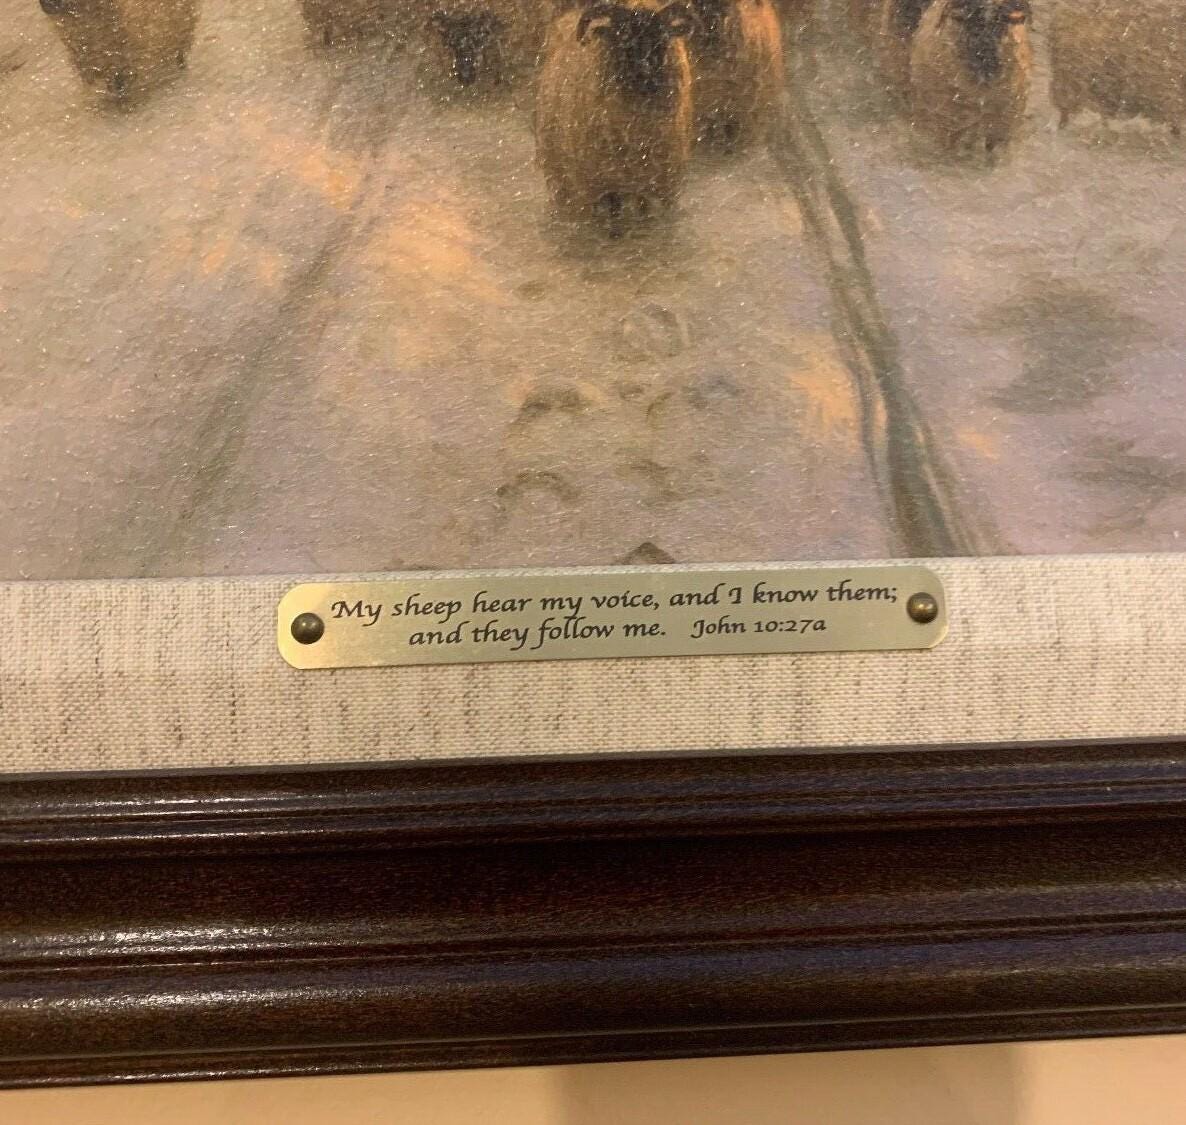 My sheep hear my voice, and I know them;
and they follow me. John 10:27a